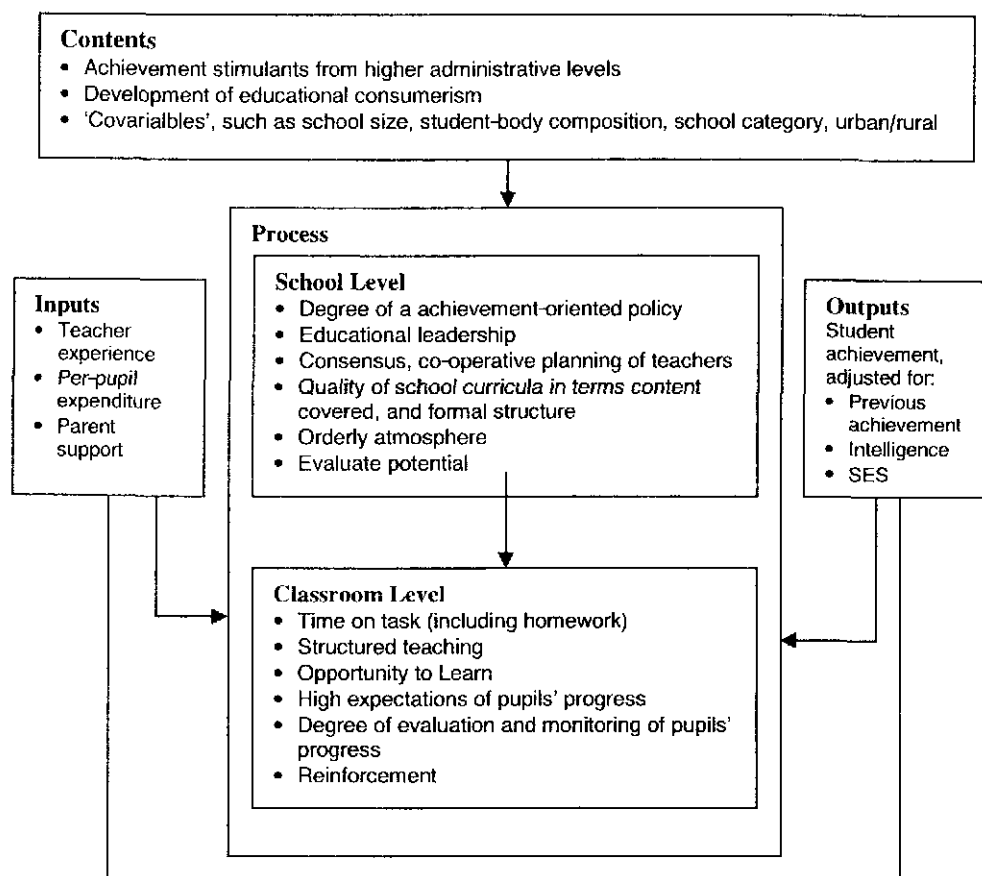 Contents
• Achievement stimulants from higher administrative levels
• Development of educational consumerism
• 'Covarialbles', such as school size, student-body composition, school category, urban/rural
Process
School Level
• Degree of a achievement-oriented policy
• Educational leadership
• Consensus, co-operative planning of teachers
• Quality of school curricula in terms content
covered, and formal structure
• Orderly atmosphere
• Evaluate potential
Inputs
• Teacher
experience
• Per-pupil
expenditure
• Parent
support
Outputs
Student
achievement,
adjusted for:
• Previous
achievement
• Intelligence
• SES
Classroom Level
• Time on task (including homework)
• Structured teaching
• Opportunity to Learn
• High expectations of pupils' progress
• Degree of evaluation and monitoring of pupils'
progress
• Reinforcement